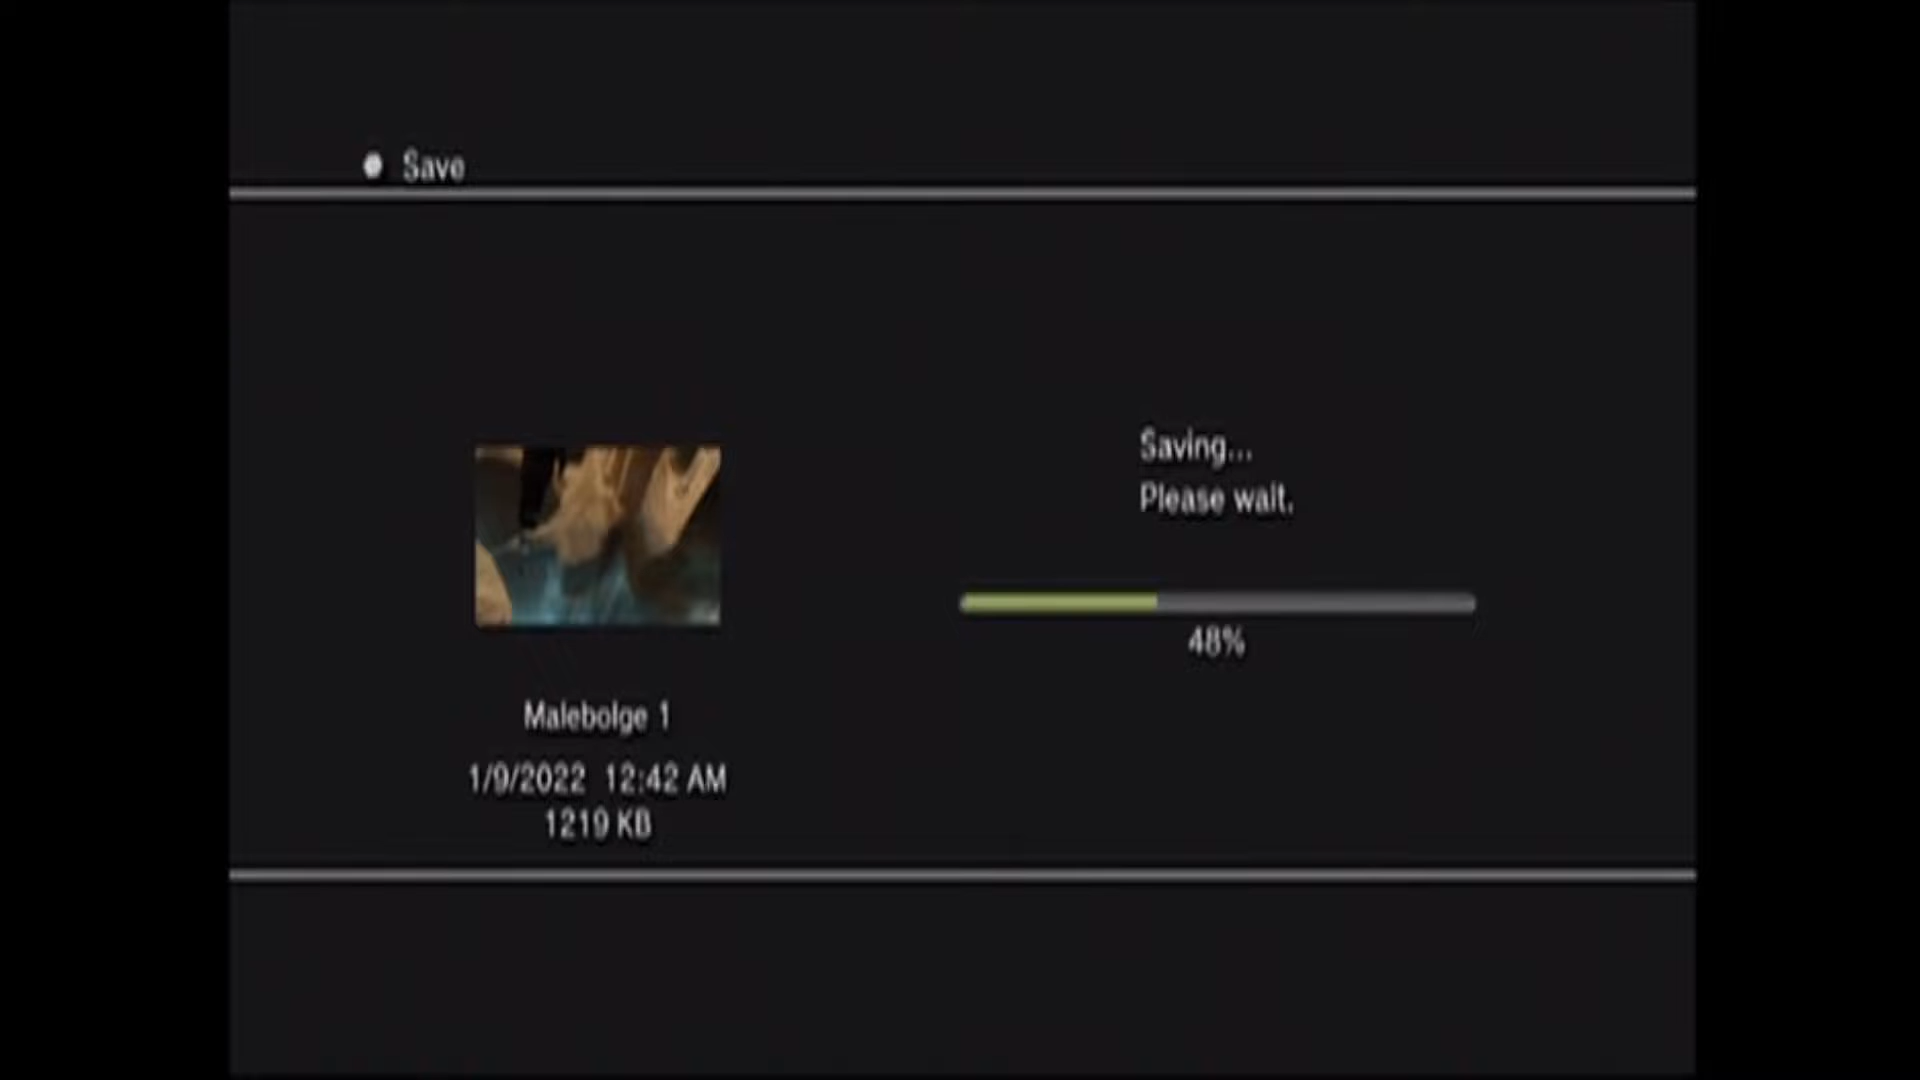 Save
Saving...
Please wait.
48%
Malebolge 1
1/9/2022 12:42 AM
1219 KB